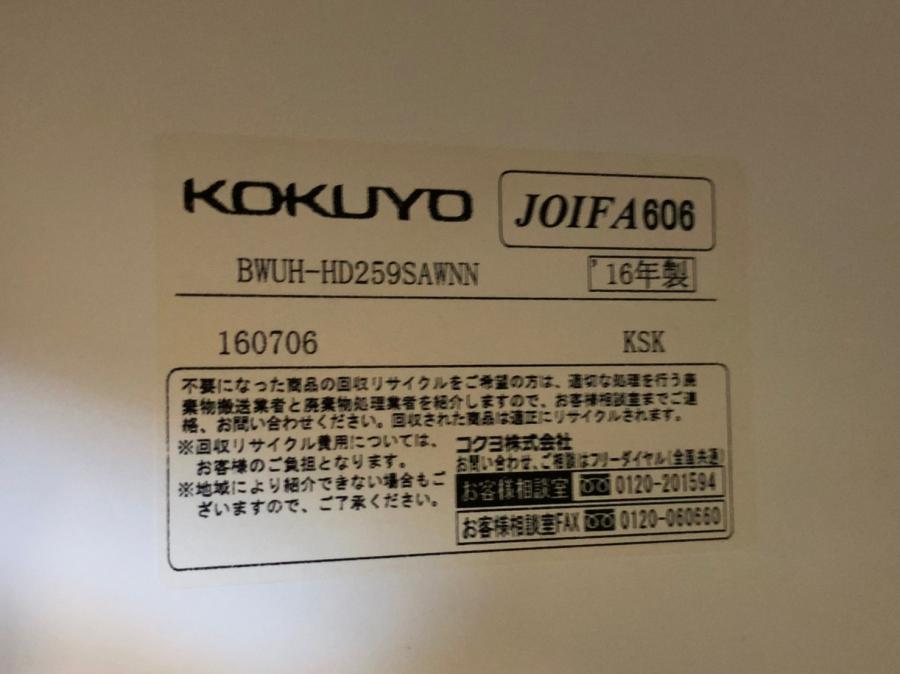 KOKUYO JOIFA606
BWUH-HD259SAWNN '16年製
160706 KSK
不要になった商品の回収リサイクルをご希望の方は、適切な処理を行う廃
棄物搬送業者と廃棄物処理業者を紹介しますので、お客様相談室までご連
絡、お問い合わせください。回収された商品は適正にリサイクルされます。
※回収リサイクル費用については、
お客様のご負担となります。
※地域により紹介できない場合もご
ざいますので、ご了承ください。
コクヨ株式会社
お問い合わせ、ご相談はフリーダイヤル(全国共通)
お客様相談室 0120-201594
お客様相談室FAX 0120-060660